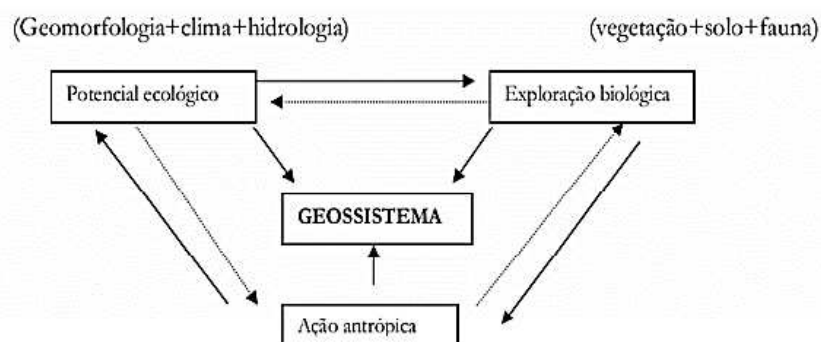 (Geomorfologia+clima+hidrologia)
(vegetação+solo+fauna)
Potencial ecológico
Exploração biológica
GEOSSISTEMA
Ação antrópica